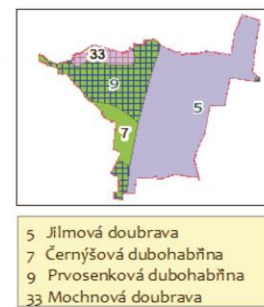 33
9
5
7
5 Jilmová doubrava
7 Černýšová dubohabřina
9 Prvosenková dubohabřina
33 Mochnová doubrava